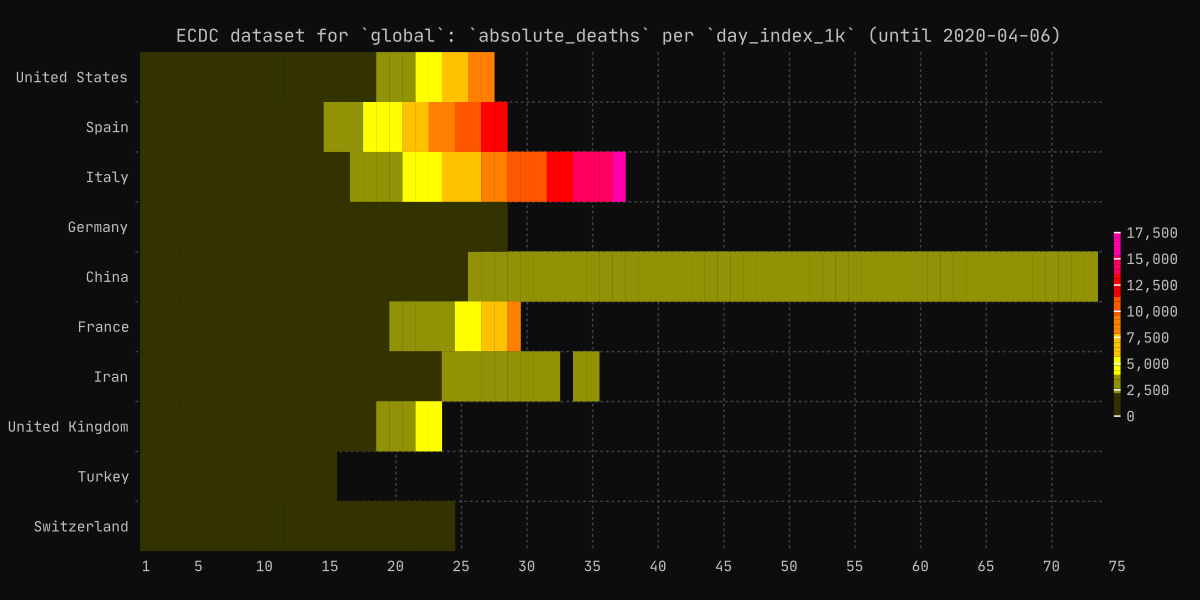 ECDC dataset for `global`: `absolute_deaths` per `day_index_1k` (until 2020-04-06)
United States
Spain
Italy
Germany
China
France
Iran
United Kingdom
Turkey
Switzerland
17,500
15,000
12,500
10,000
7,500
5,000
2,500
0
1 5 10 15 20 25 30 35 40 45 50 55 60 65 70 75